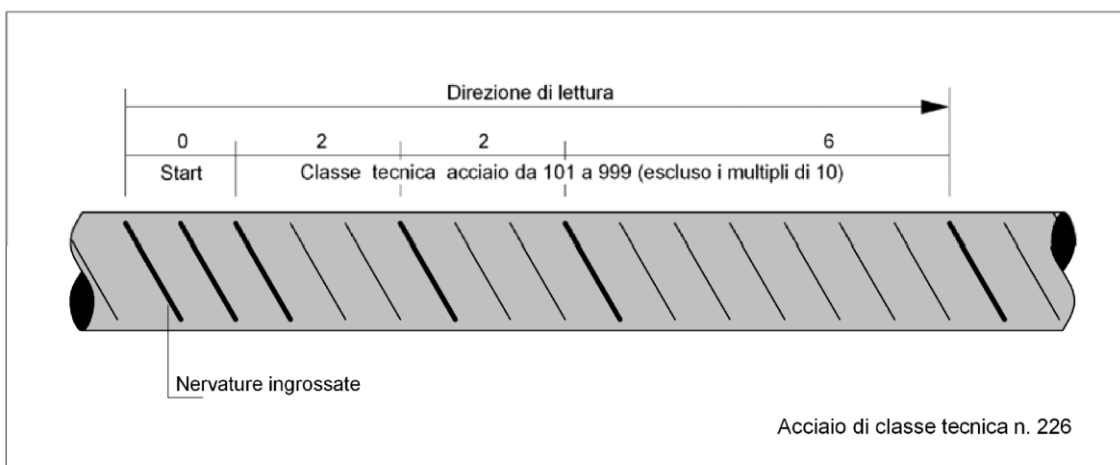 Direzione di lettura
0 2 2 6
Start Classe tecnica acciaio da 101 a 999 (escluso i multipli di 10)
Nervature ingrossate
Acciaio di classe tecnica n. 226